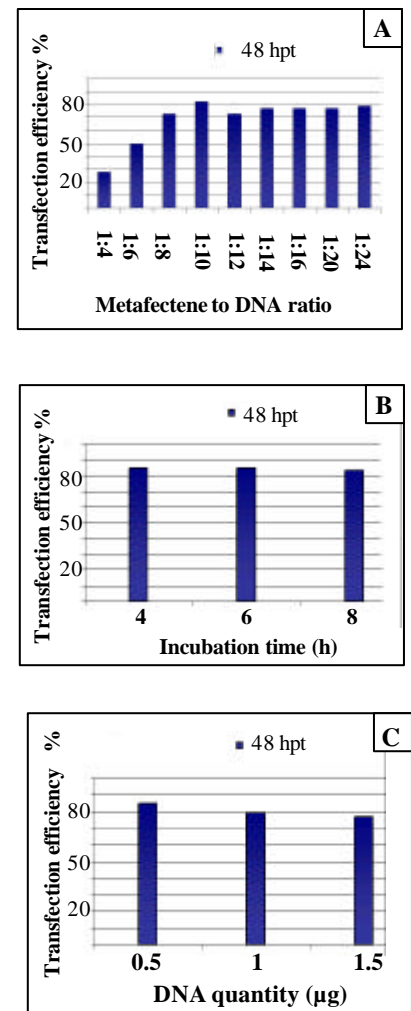 A
48 hpt
Transfection efficiency %
80
50
20
1:4 1:6 1:8 1:10 1:12 1:14 1:16 1:20 1:24
Metafectene to DNA ratio
B
48 hpt
Transfection efficiency %
80
50
20
4 6 8
Incubation time (h)
C
48 hpt
Transfection efficiency %
80
50
20
0.5 1 1.5
DNA quantity (µg)